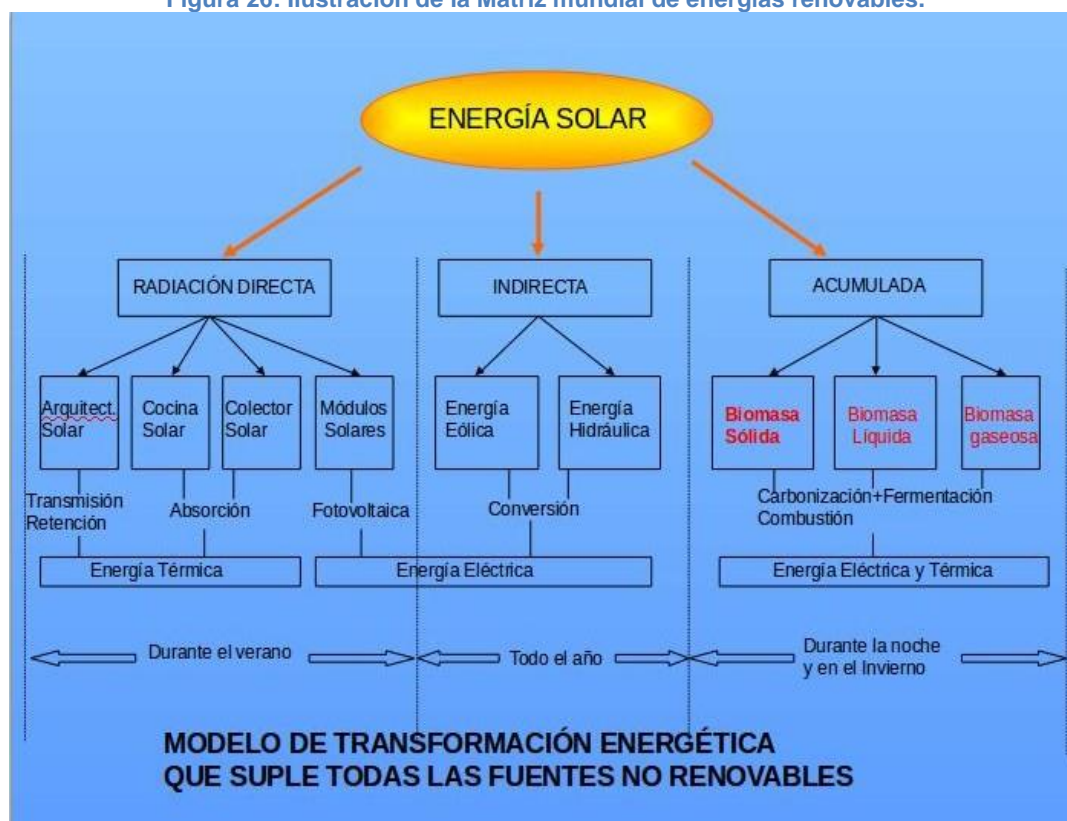 Figura 26: Ilustración de la Matriz mundial de energías renovables.
ENERGÍA SOLAR
RADIACIÓN DIRECTA
INDIRECTA
ACUMULADA
Arquitect.
Solar
Cocina
Solar
Colector
Solar
Módulos
Solares
Energía
Eólica
Energía
Hidráulica
Biomasa
Sólida
Biomasa
Líquida
Biomasa
gaseosa
Transmisión
Retención
Absorción
Fotovoltaica
Conversión
Carbonización+Fermentación
Combustión
Energía Térmica
Energía Eléctrica
Energía Eléctrica y Térmica
Durante el verano
Todo el año
Durante la noche
y en el Invierno
MODELO DE TRANSFORMACIÓN ENERGÉTICA
QUE SUPLE TODAS LAS FUENTES NO RENOVABLES